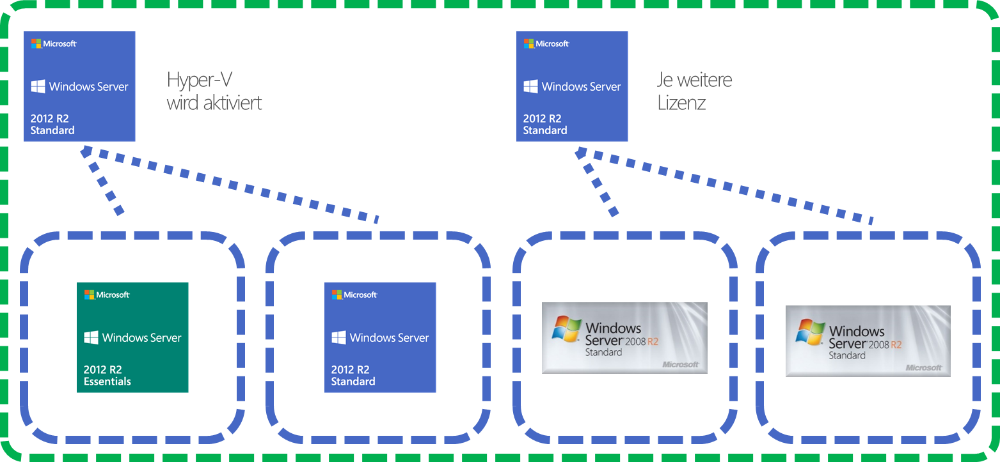 Microsoft
Windows Server
2012 R2
Standard
Hyper-V
wird aktiviert
Microsoft
Windows Server
2012 R2
Standard
Je weitere
Lizenz
Microsoft
Windows Server
2012 R2
Essentials
Microsoft
Windows Server
2012 R2
Standard
Windows
Server 2008 R2
Standard
Microsoft
Windows
Server 2008 R2
Standard
Microsoft